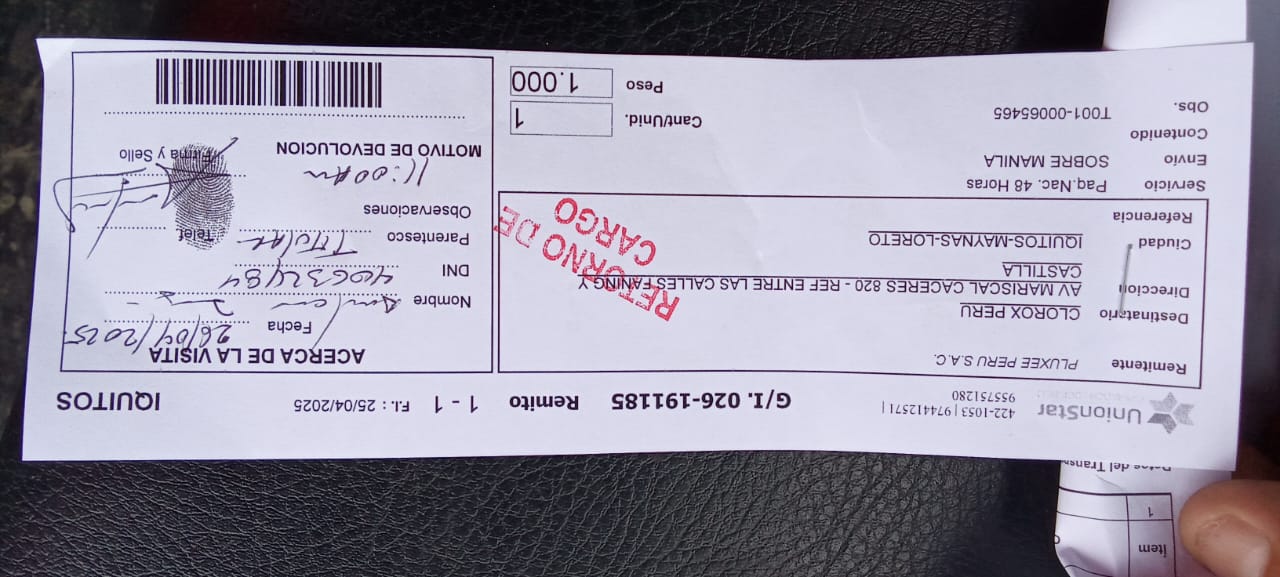 UnionStar
422-1053 | 974412571 |
955751280
G/I. 026-191185 Remito 1 - 1 F.I.: 25/04/2025 IQUITOS
Remitente PLUXEE PERU S.A.C.
Destinatario CLOROX PERU
Direccion AV MARISCAL CACERES 820 - REF ENTRE LAS CALLES FANING Y
CASTILLA
Ciudad IQUITOS-MAYNAS-LORETO
Referencia
RETORNO DE
CARGO
Servicio Paq.Nac. 48 Horas
Envio SOBRE MANILA
Contenido
Obs. T001-00065465
Cant/Unid. 1
Peso 1.000
ACERCA DE LA VISITA
Fecha 26/04/2025
Nombre
DNI 40632484
Parentesco Titular Telef
Observaciones
11:00 Am
MOTIVO DE DEVOLUCION Firma y Sello
Item
1